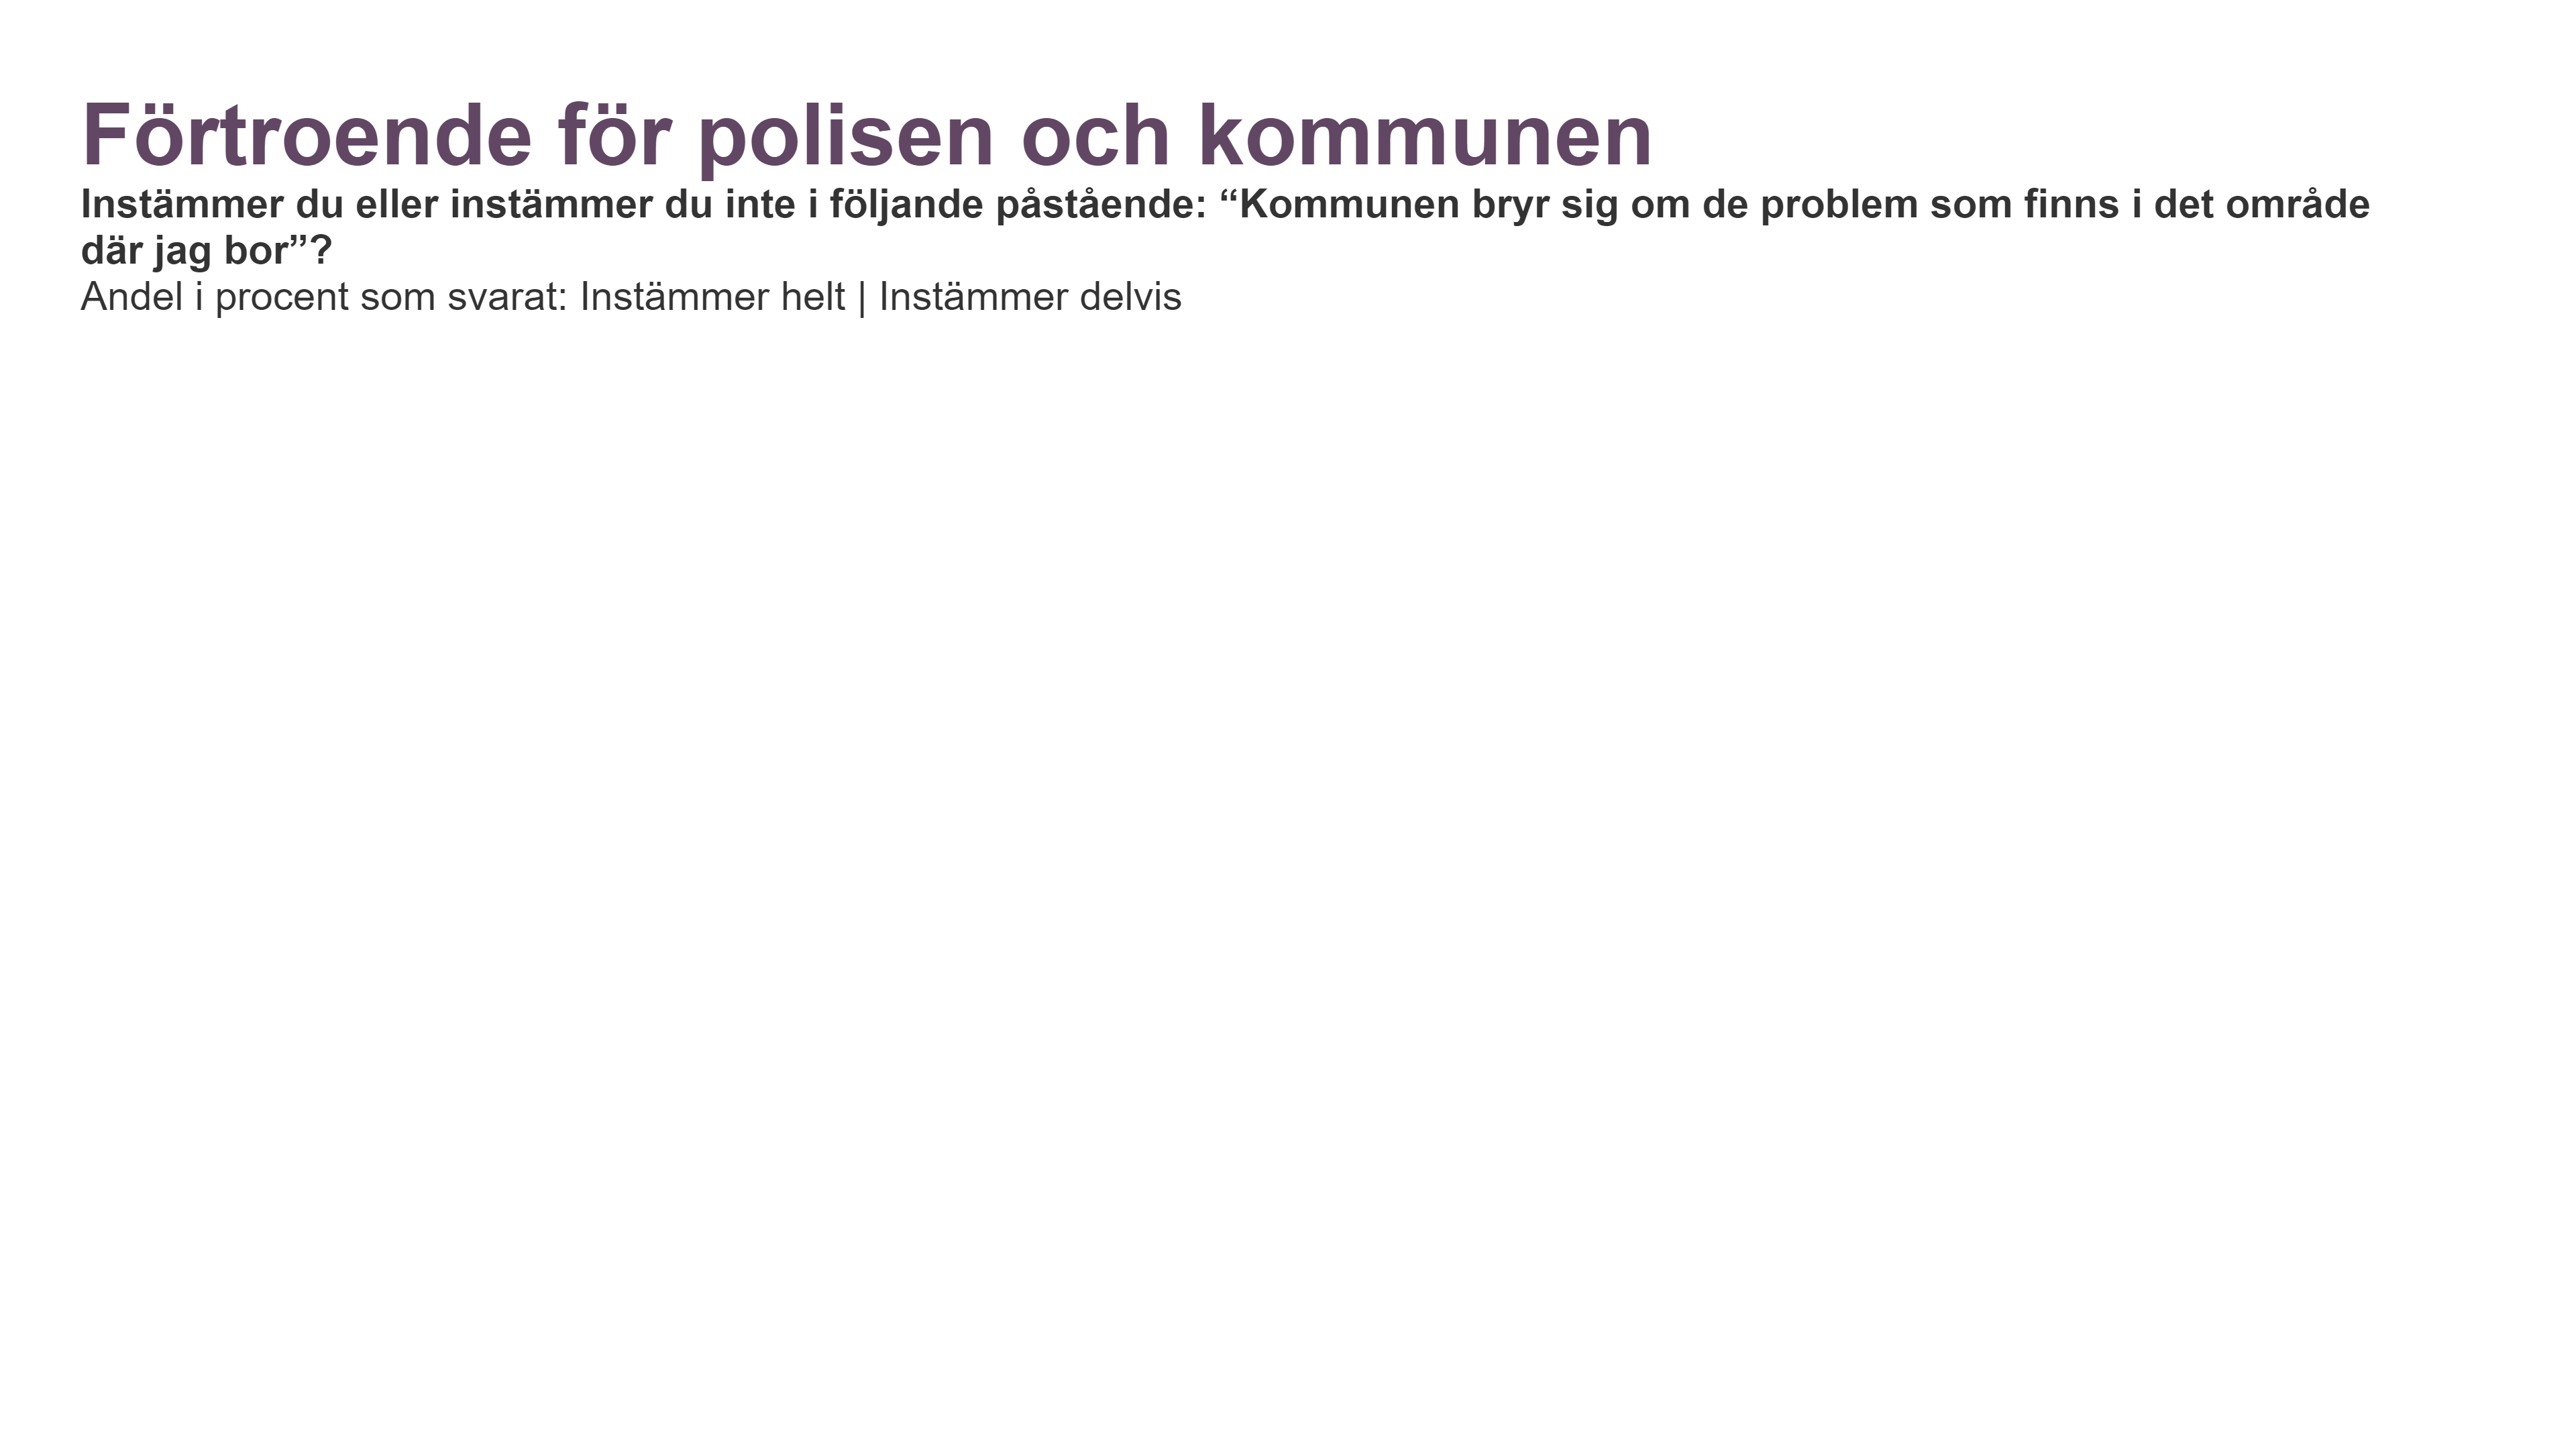 Förtroende för polisen och kommunen
Instämmer du eller instämmer du inte i följande påstående: “Kommunen bryr sig om de problem som finns i det område
där jag bor”?
Andel i procent som svarat: Instämmer helt | Instämmer delvis